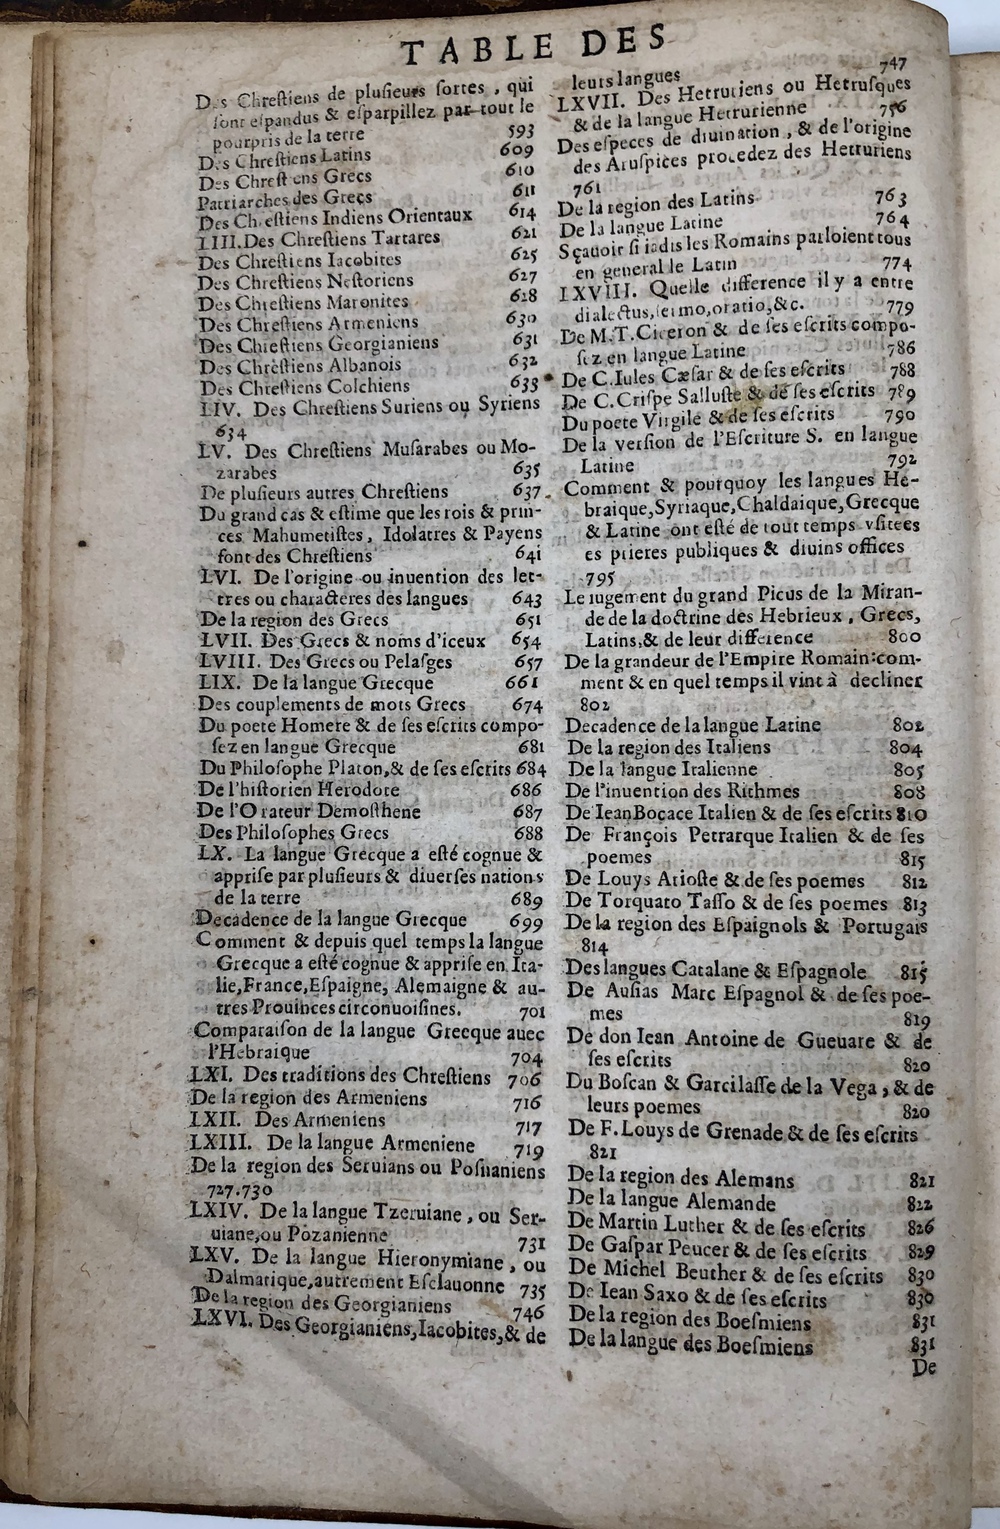 TABLE DES
Des Chreſtiens de pluſieurs ſortes, qui
ſont eſpandus & eſparpillez par tout le
pourpris de la terre 593
Des Chreſtiens Latins 609
Des Chreſtiens Grecs 610
Patriarches des Grecs 611
Des Chreſtiens Indiens Orientaux 614
LIII. Des Chreſtiens Tartares 621
Des Chreſtiens Iacobites 625
Des Chreſtiens Neſtoriens 627
Des Chreſtiens Maronites 628
Des Chreſtiens Armeniens 630
Des Chreſtiens Georgianiens 631
Des Chreſtiens Albanois 632
Des Chreſtiens Colchiens 633
LIV. Des Chreſtiens Suriens ou Syriens
634
LV. Des Chreſtiens Muſarabes ou Mo-
zarabes 635
De pluſieurs autres Chreſtiens 637
Du grand cas & eſtime que les rois & prin-
ces Mahumetiſtes, Idolatres & Payens
font des Chreſtiens 641
LVI. De l'origine ou inuention des let-
tres ou characteres des langues 643
De la region des Grecs 651
LVII. Des Grecs & noms d'iceux 654
LVIII. Des Grecs ou Pelaſges 657
LIX. De la langue Grecque 661
Des couplements de mots Grecs 674
Du poete Homere & de ſes eſcrits compo-
ſez en langue Grecque 681
Du Philoſophe Platon, & de ſes eſcrits 684
De l'hiſtorien Herodote 686
De l'Orateur Demoſthene 687
Des Philoſophes Grecs 688
LX. La langue Grecque a eſté cognue &
appriſe par pluſieurs & diuerſes nations
de la terre 689
Decadence de la langue Grecque 699
Comment & depuis quel temps la langue
Grecque a eſté cognue & appriſe en Ita-
lie, France, Eſpaigne, Alemaigne & au-
tres Prouinces circonuoiſines. 701
Comparaiſon de la langue Grecque auec
l'Hebraique 704
LXI. Des traditions des Chreſtiens 706
De la region des Armeniens 716
LXII. Des Armeniens 717
LXIII. De la langue Armeniene 719
De la region des Seruians ou Poſnaniens
727.730
LXIV. De la langue Tzeruiane, ou Ser-
uiane, ou Pozanienne 731
LXV. De la langue Hieronymiane, ou
Dalmatique, autrement Eſclauonne 735
De la region des Georgianiens 746
LXVI. Des Georgianiens, Iacobites, & de
leurs langues 747
LXVII. Des Hetruriens ou Hetruſques
& de la langue Hetrurienne 756
Des eſpeces de diuination, & de l'origine
des Aruſpices procedez des Hetruriens
761
De la region des Latins 763
De la langue Latine 764
Sçauoir ſi iadis les Romains parloient tous
en general le Latin 774
LXVIII. Quelle difference il y a entre
dialectus, ſermo, oratio, &c. 779
De M.T. Ciceron & de ſes eſcrits compo-
ſez en langue Latine 786
De C. Iules Cæſar & de ſes eſcrits 788
De C. Criſpe Salluſte & de ſes eſcrits 789
Du poete Virgile & de ſes eſcrits 790
De la verſion de l'Eſcriture S. en langue
Latine 792
Comment & pourquoy les langues He-
braique, Syriaque, Chaldaique, Grecque
& Latine ont eſté de tout temps vſitees
es prieres publiques & diuins offices
795
Le iugement du grand Picus de la Miran-
de de la doctrine des Hebrieux, Grecs,
Latins, & de leur difference 800
De la grandeur de l'Empire Romain: com-
ment & en quel temps il vint à decliner
802
Decadence de la langue Latine 802
De la region des Italiens 804
De la langue Italienne 805
De l'inuention des Rithmes 808
De Iean Bocace Italien & de ſes eſcrits 810
De François Petrarque Italien & de ſes
poemes 815
De Louys Arioſte & de ſes poemes 812
De Torquato Taſſo & de ſes poemes 813
De la region des Eſpaignols & Portugais
814
Des langues Catalane & Eſpagnole 815
De Auſias Marc Eſpagnol & de ſes poe-
mes 819
De don Iean Antoine de Gueuare & de
ſes eſcrits 820
Du Boſcan & Garcilaſſe de la Vega, & de
leurs poemes 820
De F. Louys de Grenade & de ſes eſcrits
821
De la region des Alemans 821
De la langue Alemande 822
De Martin Luther & de ſes eſcrits 826
De Gaſpar Peucer & de ſes eſcrits 829
De Michel Beuther & de ſes eſcrits 830
De Iean Saxo & de ſes eſcrits 830
De la region des Boeſmiens 831
De la langue des Boeſmiens 831
De